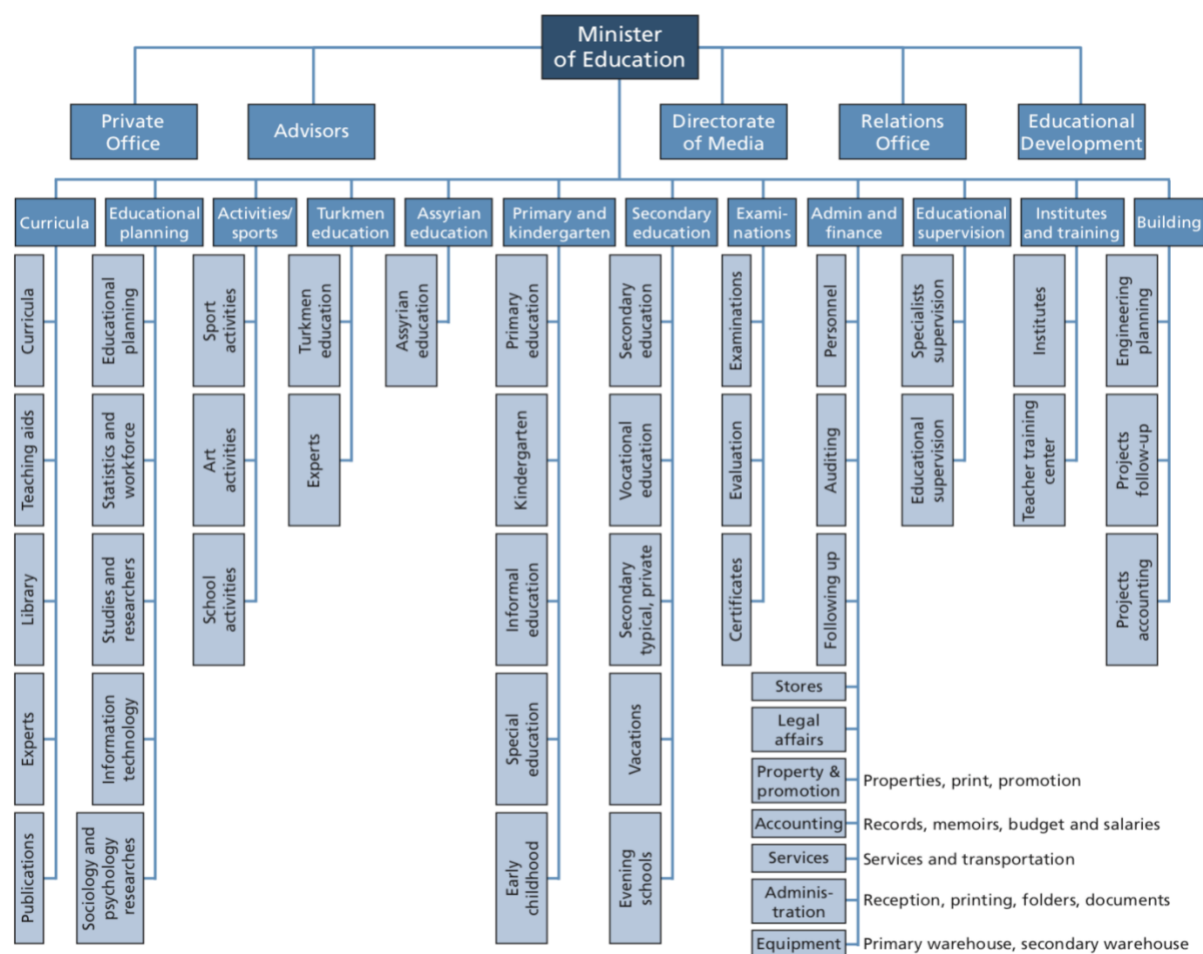 Minister
of Education
Private
Office
Advisors
Directorate
of Media
Relations
Office
Educational
Development
Curricula
Educational
planning
Activities/
sports
Turkmen
education
Assyrian
education
Primary and
kindergarten
Secondary
education
Exami-
nations
Admin and
finance
Educational
supervision
Institutes
and training
Building
Curricula
Teaching aids
Library
Experts
Publications
Educational
planning
Statistics and
workforce
Studies and
researchers
Information
technology
Sociology and
psychology
researches
Sport
activities
Art
activities
School
activities
Turkmen
education
Experts
Assyrian
education
Primary
education
Kindergarten
Informal
education
Special
education
Early
childhood
Secondary
education
Vocational
education
Secondary
typical, private
Vacations
Evening
schools
Examinations
Evaluation
Certificates
Personnel
Auditing
Following up
Stores
Legal
affairs
Property &
promotion
Properties, print, promotion
Accounting
Records, memoirs, budget and salaries
Services
Services and transportation
Adminis-
tration
Reception, printing, folders, documents
Equipment
Primary warehouse, secondary warehouse
Specialists
supervision
Educational
supervision
Institutes
Teacher training
center
Engineering
planning
Projects
follow-up
Projects
accounting